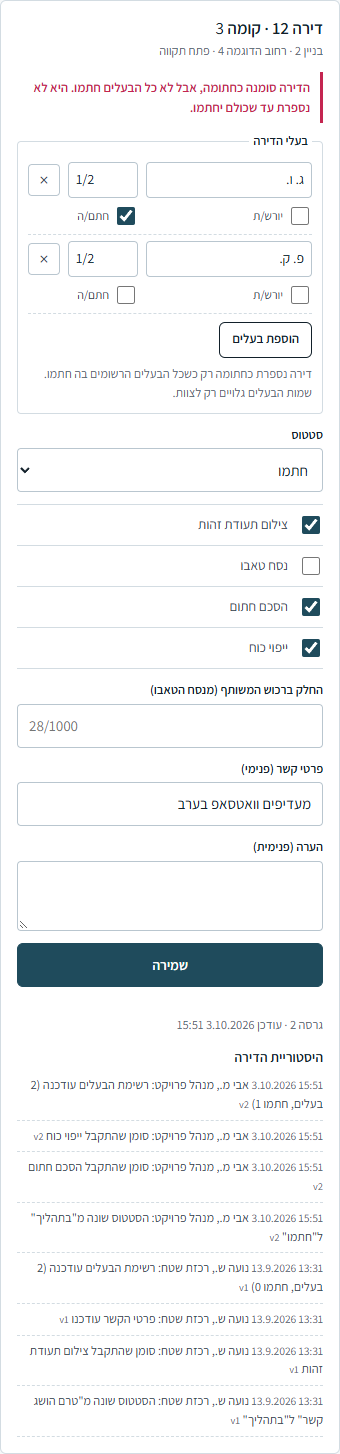 דירה 12 · קומה 3
בניין 2 · רחוב הדוגמה 4 · פתח תקווה
הדירה סומנה כחתומה, אבל לא כל הבעלים חתמו. היא לא
נספרת עד שכולם יחתמו.
בעלי הדירה
ג. ו.
1/2
×
יורש/ת
חתם/ה
פ. ק.
1/2
×
יורש/ת
חתם/ה
הוספת בעלים
דירה נספרת כחתומה רק כשכל הבעלים הרשומים בה חתמו.
שמות הבעלים גלויים רק לצוות.
סטטוס
חתמו
צילום תעודת זהות
נסח טאבו
הסכם חתום
ייפוי כוח
החלק ברכוש המשותף (מנסח הטאבו)
28/1000
פרטי קשר (פנימי)
מעדיפים וואטסאפ בערב
הערה (פנימית)
שמירה
גרסה 2 · עודכן 3.10.2026 15:51
היסטוריית הדירה
3.10.2026 15:51 אבי מ., מנהל פרויקט: רשימת הבעלים עודכנה (2
בעלים, חתמו 1) v2
3.10.2026 15:51 אבי מ., מנהל פרויקט: סומן שהתקבל ייפוי כוח v2
3.10.2026 15:51 אבי מ., מנהל פרויקט: סומן שהתקבל הסכם חתום
v2
3.10.2026 15:51 אבי מ., מנהל פרויקט: הסטטוס שונה מ"בתהליך"
ל"חתמו" v2
13.9.2026 13:31 נועה ש., רכזת שטח: רשימת הבעלים עודכנה (2
בעלים, חתמו 0) v1
13.9.2026 13:31 נועה ש., רכזת שטח: פרטי הקשר עודכנו v1
13.9.2026 13:31 נועה ש., רכזת שטח: סומן שהתקבל צילום תעודת
זהות v1
13.9.2026 13:31 נועה ש., רכזת שטח: הסטטוס שונה מ"טרם הושג
קשר" ל"בתהליך" v1